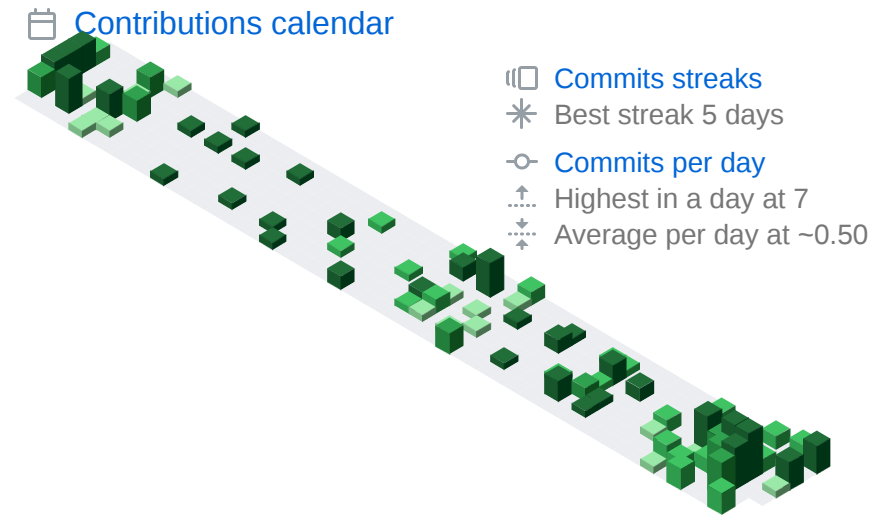 Contributions calendar
Commits streaks
Best streak 5 days
Commits per day
Highest in a day at 7
Average per day at ~0.50